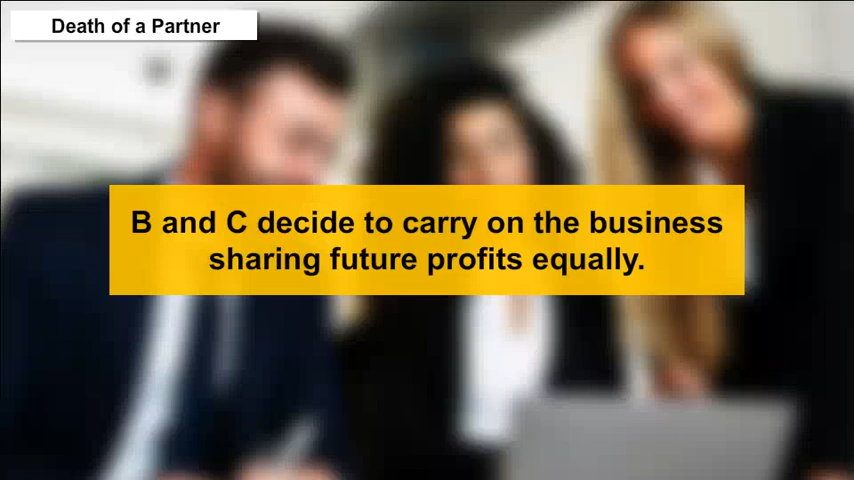 Death of a Partner
B and C decide to carry on the business
sharing future profits equally.